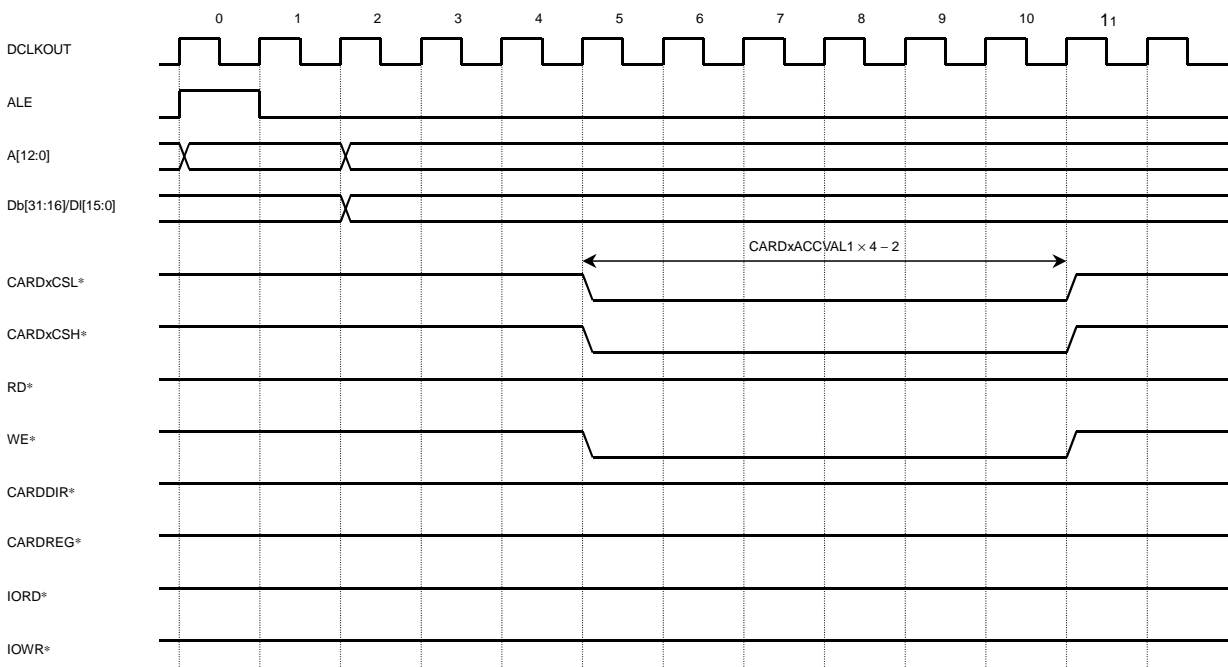 0 1 2 3 4 5 6 7 8 9 10 11
DCLKOUT
ALE
A[12:0]
Db[31:16]/Dl[15:0]
CARDxACCVAL1 × 4 − 2
CARDxCSL*
CARDxCSH*
RD*
WE*
CARDDIR*
CARDREG*
IORD*
IOWR*